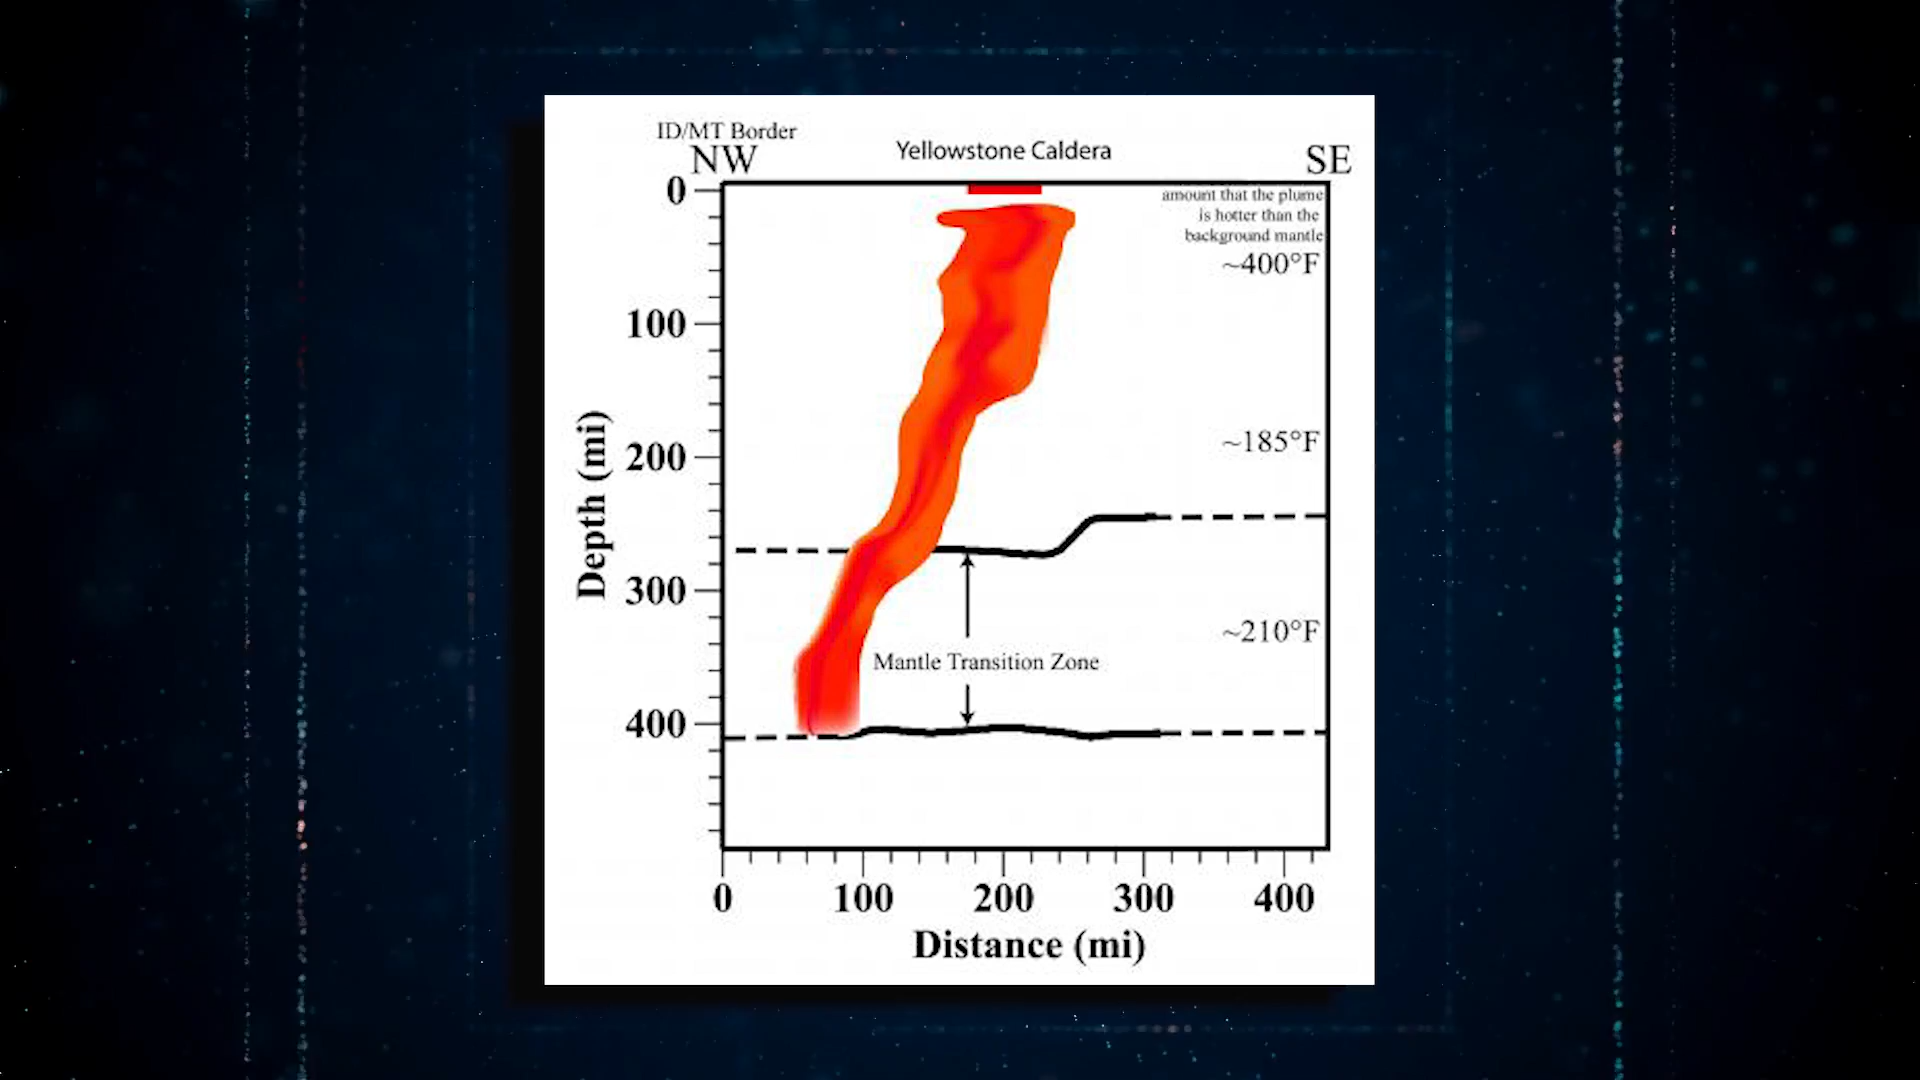 ID/MT Border
NW
Yellowstone Caldera
SE
amount that the plume
is hotter than the
background mantle
~400°F
~185°F
~210°F
0
100
200
300
400
Depth (mi)
Mantle Transition Zone
0 100 200 300 400
Distance (mi)